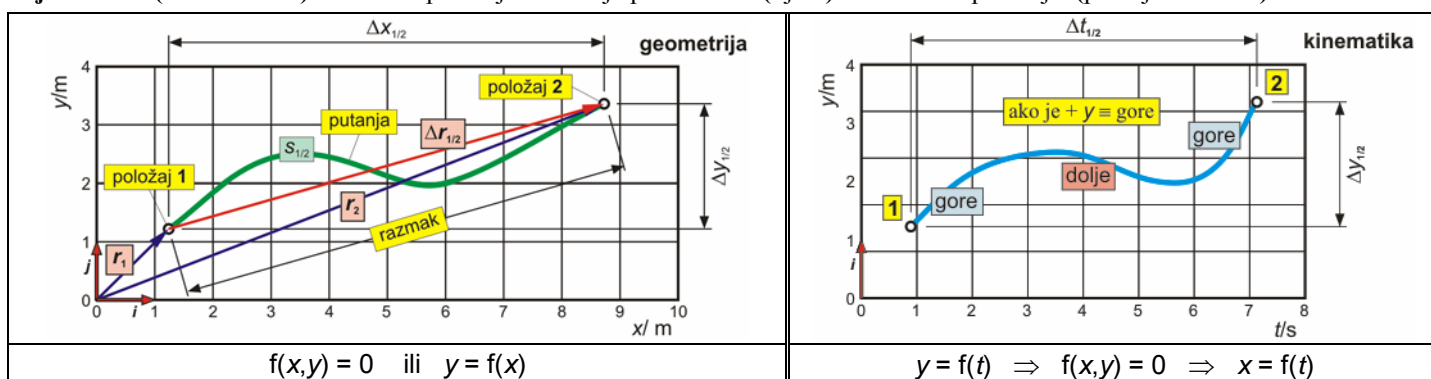 Δx1/2
geometrija
y/m
4
3
2
1
0
položaj 2
putanja
Δr1/2
s1/2
položaj 1
r2
razmak
r1
j
i
Δy1/2
0 1 2 3 4 5 6 7 8 9 10
x/ m
f(x,y) = 0 ili y = f(x)
Δt1/2
kinematika
y/m
4
3
2
1
0
2
ako je + y ≡ gore
gore
dolje
1
gore
i
Δy1/2
0 1 2 3 4 5 6 7 8
t/s
y = f(t) ⇒ f(x,y) = 0 ⇒ x = f(t)